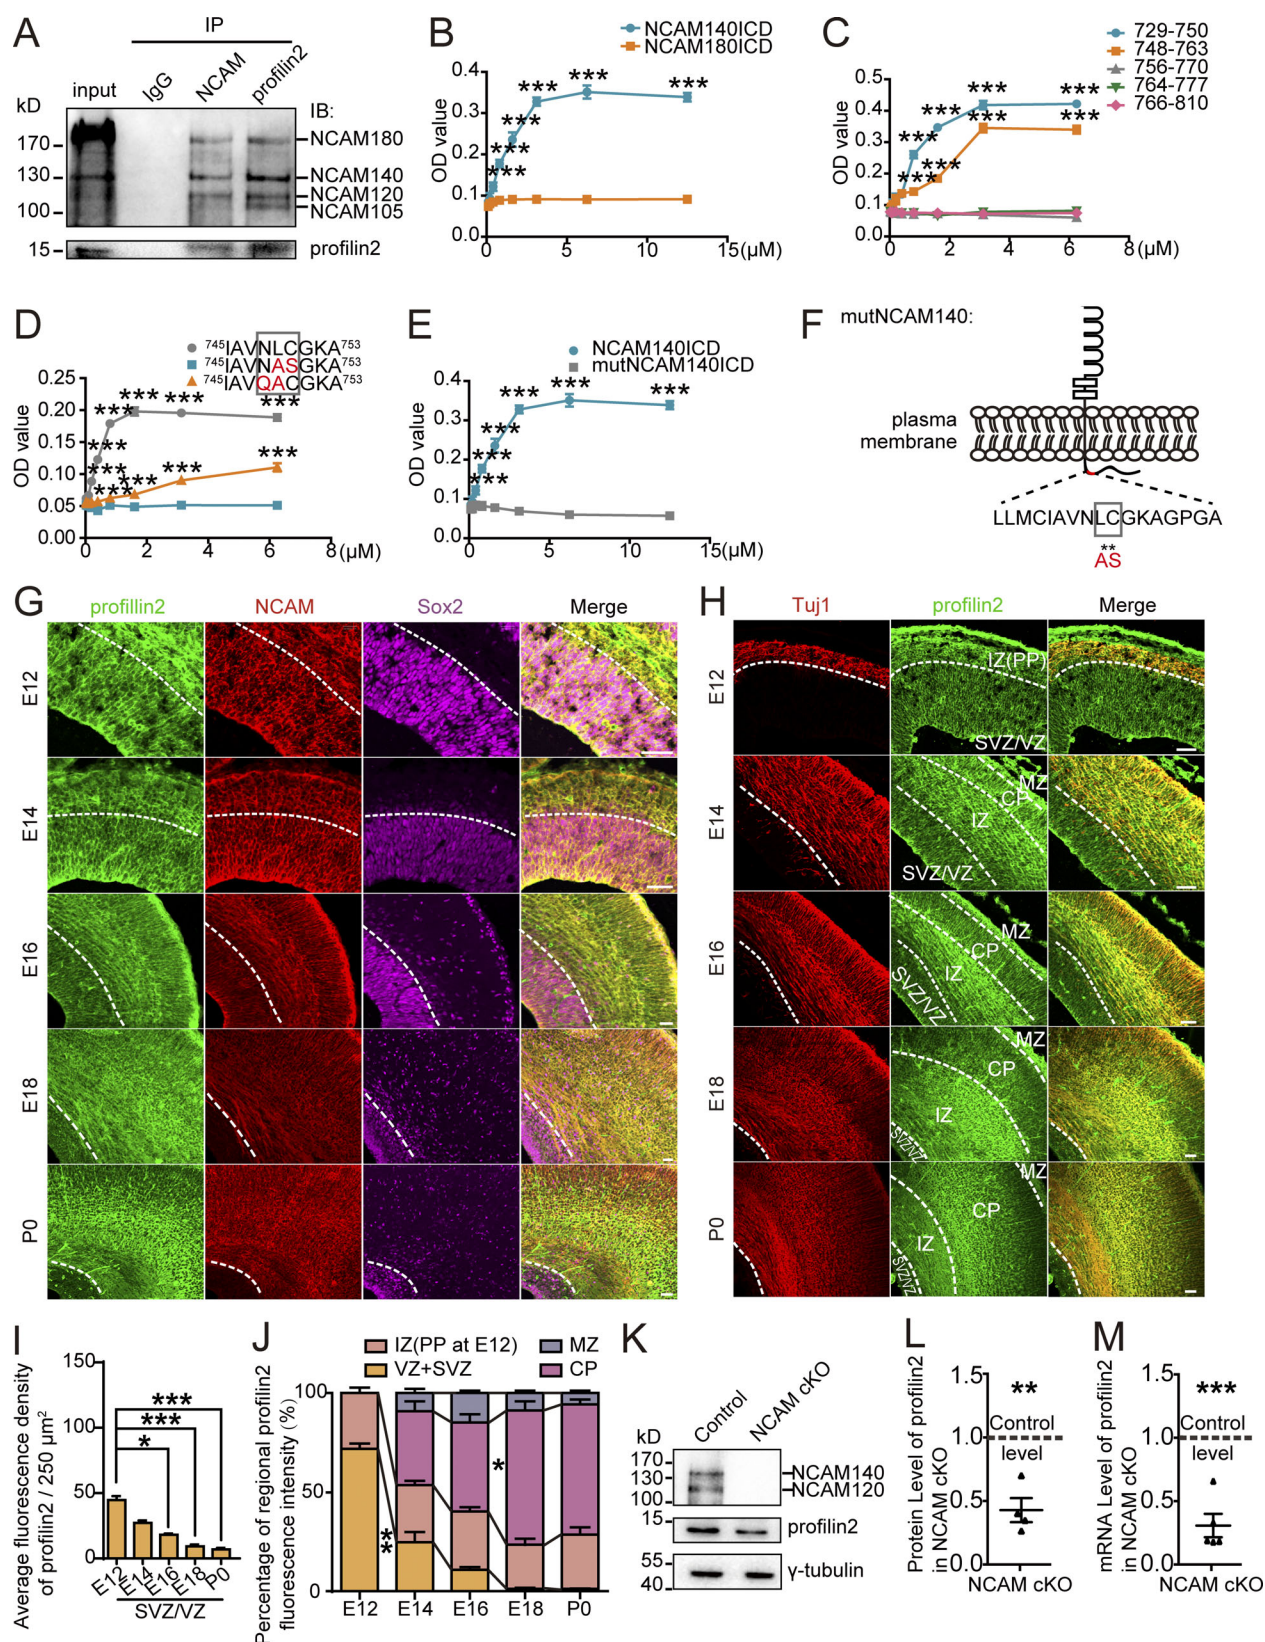 A
IP
input
IgG
NCAM
profilin2
kD
IB:
170
NCAM180
130
NCAM140
NCAM120
100
NCAM105
15
profilin2
B
NCAM140ICD
NCAM180ICD
OD value
0.4
0.3
0.2
0.1
0.0
0
5
10
15(μM)
***
***
***
***
***
***
C
729-750
748-763
756-770
764-777
766-810
OD value
0.5
0.4
0.3
0.2
0.1
0.0
0
2
4
6
8
(μM)
***
***
***
***
***
***
***
***
D
745IAVNLCGKA753
745IAVNASGKA753
745IAVQACGKA753
OD value
0.25
0.20
0.15
0.10
0.05
0.00
0
2
4
6
8(μM)
***
***
***
***
***
***
***
***
***
E
NCAM140ICD
mutNCAM140ICD
OD value
0.4
0.3
0.2
0.1
0.0
0
5
10
15(μM)
***
***
***
***
***
***
F
mutNCAM140:
plasma
membrane
LLMCIAVNLCGKAGPGA
**
AS
G
profillin2
NCAM
Sox2
Merge
E12
E14
E16
E18
P0
H
Tuj1
profilin2
Merge
E12
IZ(PP)
SVZ/VZ
E14
MZ
CP
IZ
SVZ/VZ
E16
MZ
CP
IZ
SVZ/VZ
E18
MZ
CP
IZ
SVZ/VZ
P0
MZ
CP
IZ
SVZ/VZ
I
Average fluorescence density
of profilin2 / 250 μm²
150
100
50
0
***
***
*
E12
E14
E16
E18
P0
SVZ/VZ
J
IZ(PP at E12)
MZ
VZ+SVZ
CP
Percentage of regional profilin2
fluorescence intensity (%)
100
50
0
**
*
E12
E14
E16
E18
P0
K
Control
NCAM cKO
kD
170
130
NCAM140
NCAM120
100
15
profilin2
55
γ-tubulin
40
L
Protein Level of profilin2
in NCAM cKO
1.5
**
Control
1.0
level
0.5
0.0
NCAM cKO
M
mRNA Level of profilin2
in NCAM cKO
1.5
***
Control
1.0
level
0.5
0.0
NCAM cKO